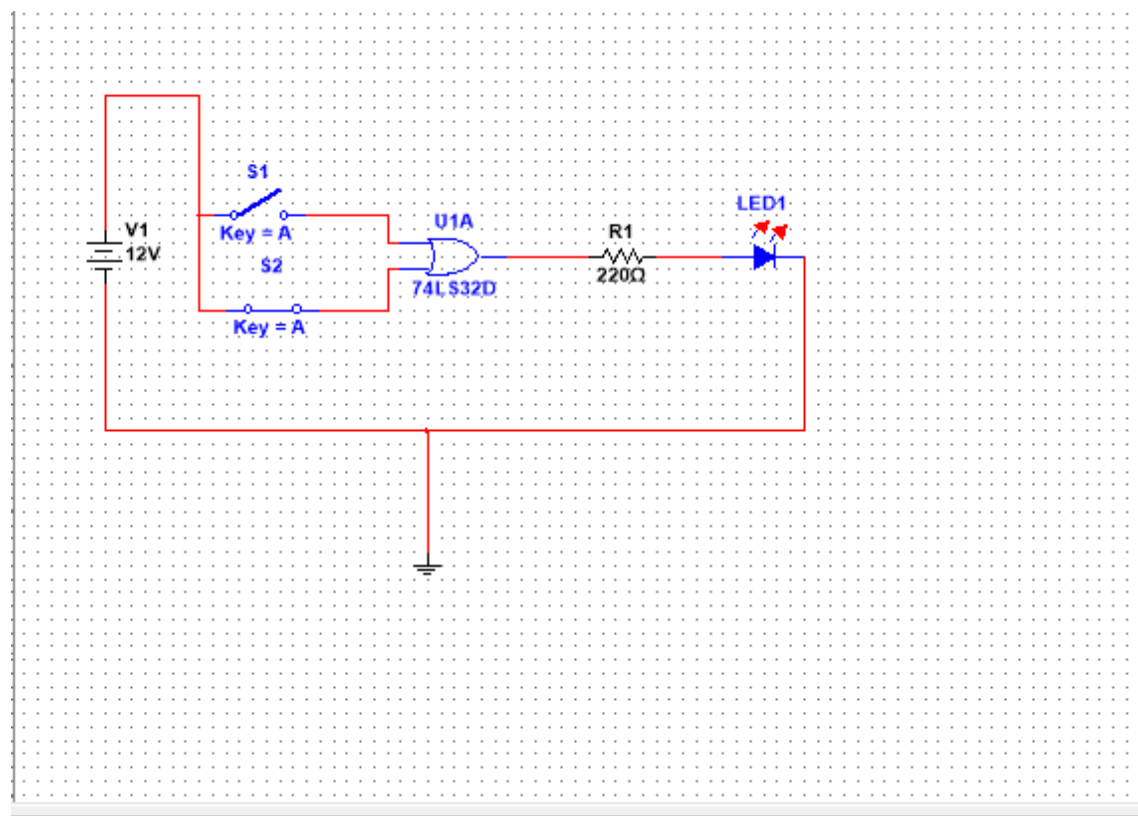 S1
Key = A
S2
Key = A
V1
12V
U1A
74LS32D
R1
220Ω
LED1